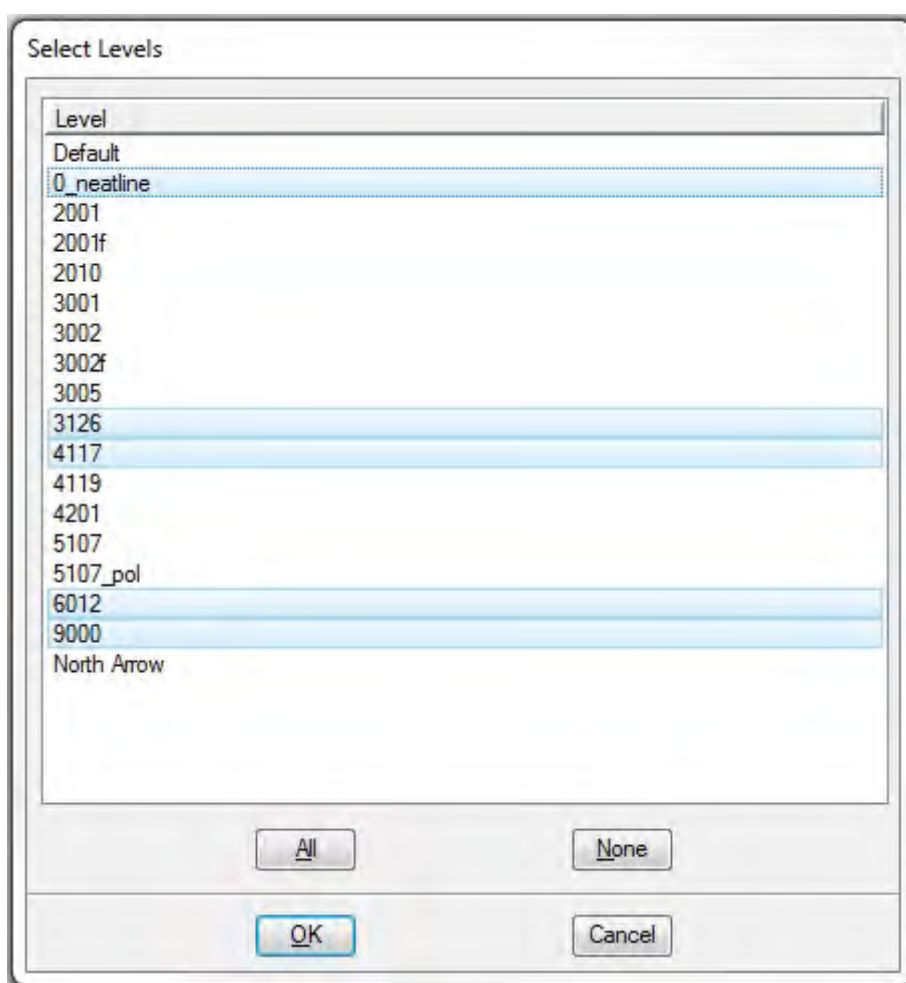 Select Levels
Level
Default
0_neatline
2001
2001f
2010
3001
3002
3002f
3005
3126
4117
4119
4201
5107
5107_pol
6012
9000
North Arrow
All None
OK Cancel